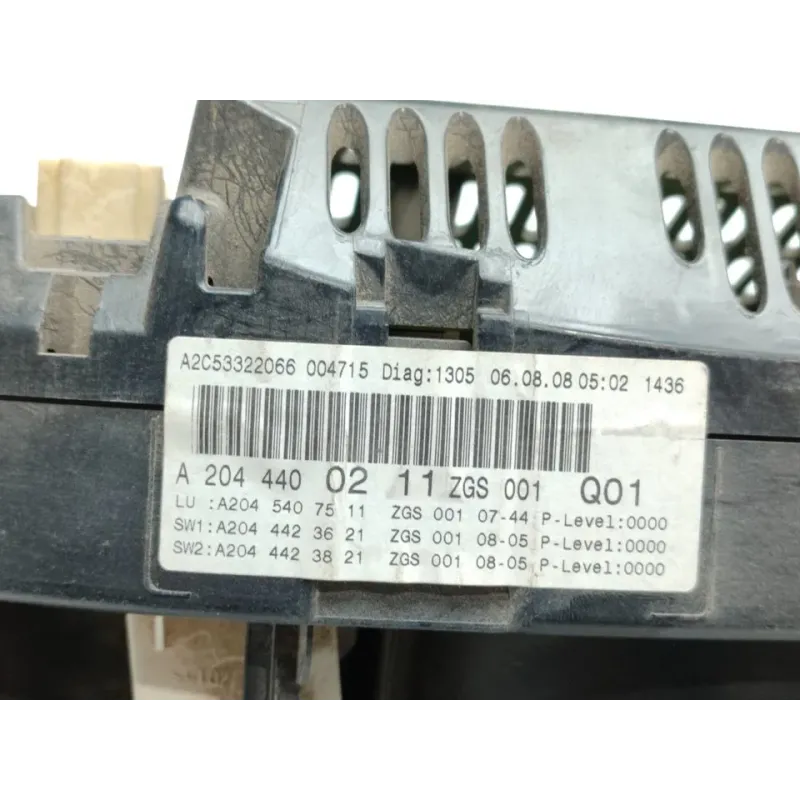 A2C53322066 004715 Diag:1305 06.08.08 05:02 1436
A 204 440 02 11 ZGS 001 Q01
LU :A204 540 75 11 ZGS 001 07-44 P-Level:0000
SW1:A204 442 36 21 ZGS 001 08-05 P-Level:0000
SW2:A204 442 38 21 ZGS 001 08-05 P-Level:0000